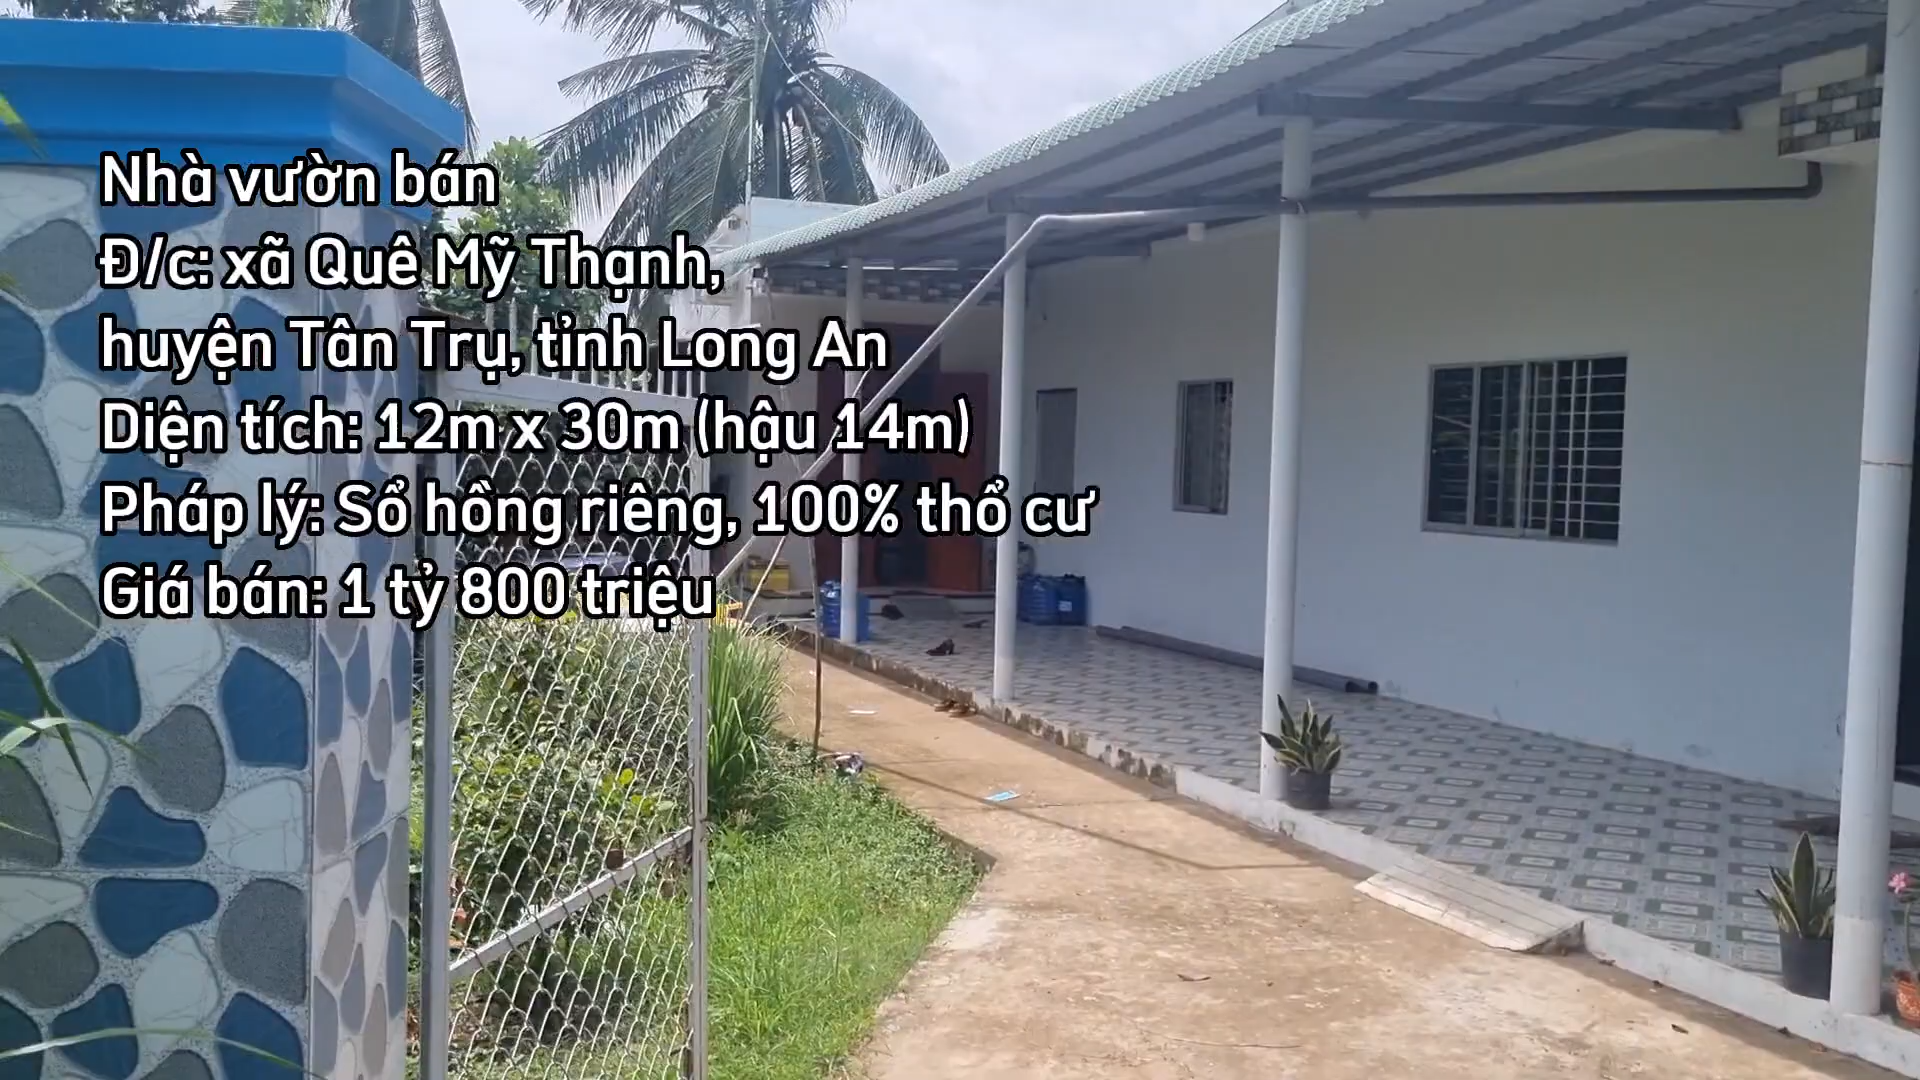 Nhà vườn bán
Đ/c: xã Quê Mỹ Thạnh,
huyện Tân Trụ, tỉnh Long An
Diện tích: 12m x 30m (hậu 14m)
Pháp lý: Sổ hồng riêng, 100% thổ cư
Giá bán: 1 tỷ 800 triệu